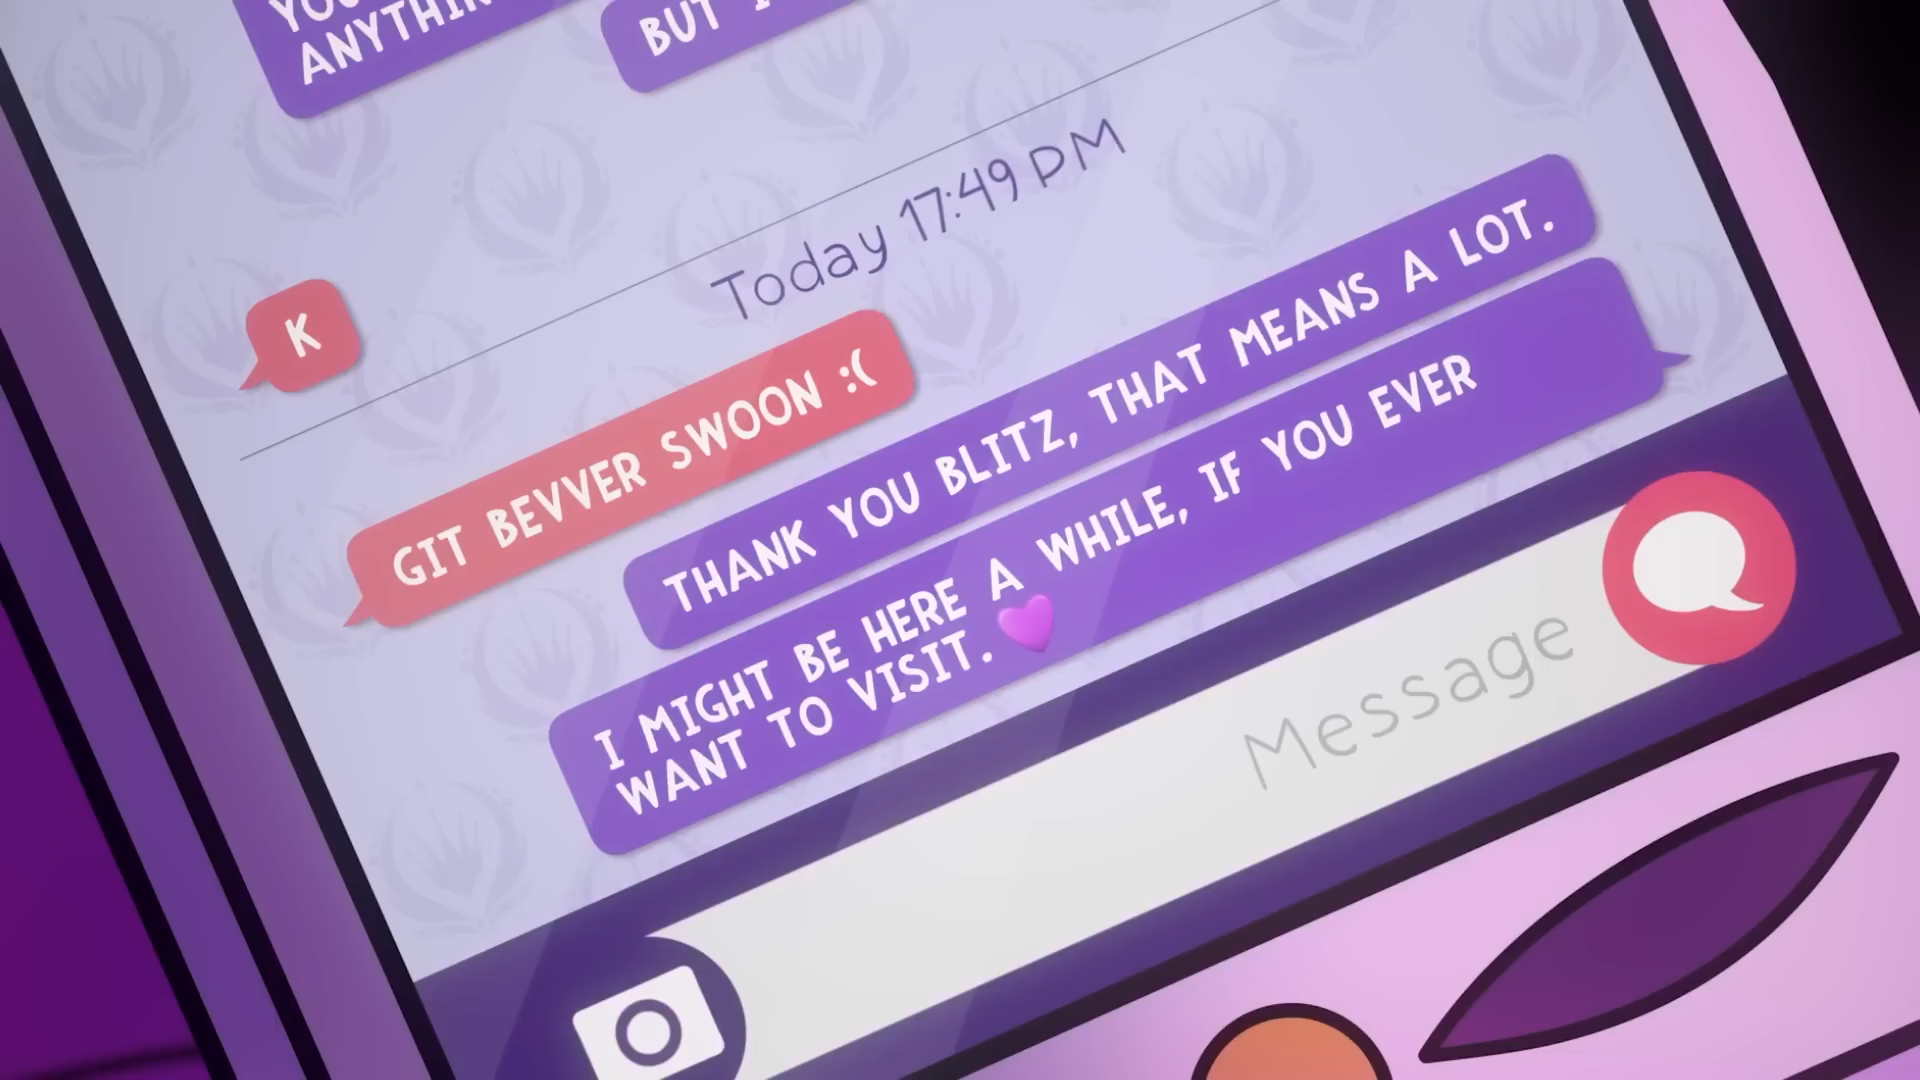 ANYTHIN
BUT
K
Today 17:49 PM
GIT BEVVER SWOON :(
THANK YOU BLITZ, THAT MEANS A LOT.
I MIGHT BE HERE A WHILE, IF YOU EVER
WANT TO VISIT. 💜
Message